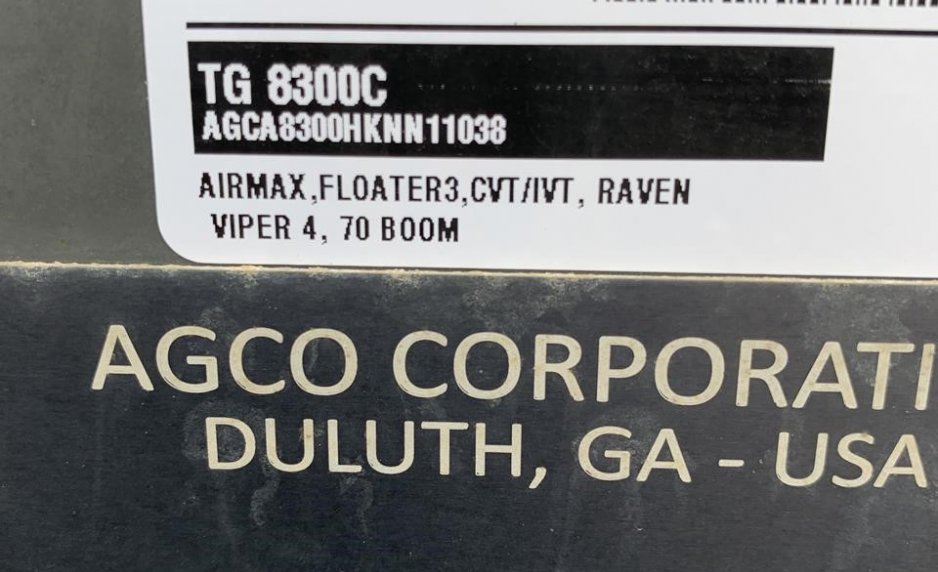 TG 8300C
AGCA8300HKNN11038
AIRMAX,FLOATER3,CVT/IVT, RAVEN
VIPER 4, 70 BOOM
AGCO CORPORATI
DULUTH, GA - USA